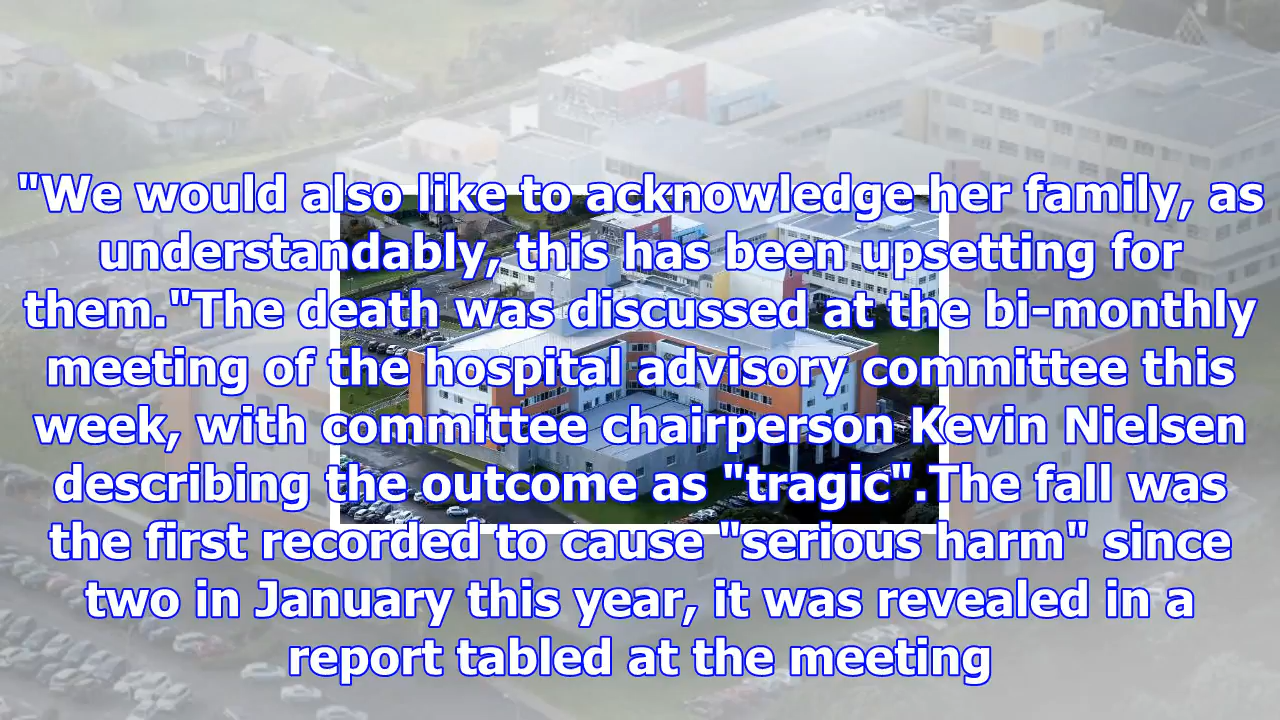 "We would also like to acknowledge her family, as
understandably, this has been upsetting for
them."The death was discussed at the bi-monthly
meeting of the hospital advisory committee this
week, with committee chairperson Kevin Nielsen
describing the outcome as "tragic".The fall was
the first recorded to cause "serious harm" since
two in January this year, it was revealed in a
report tabled at the meeting